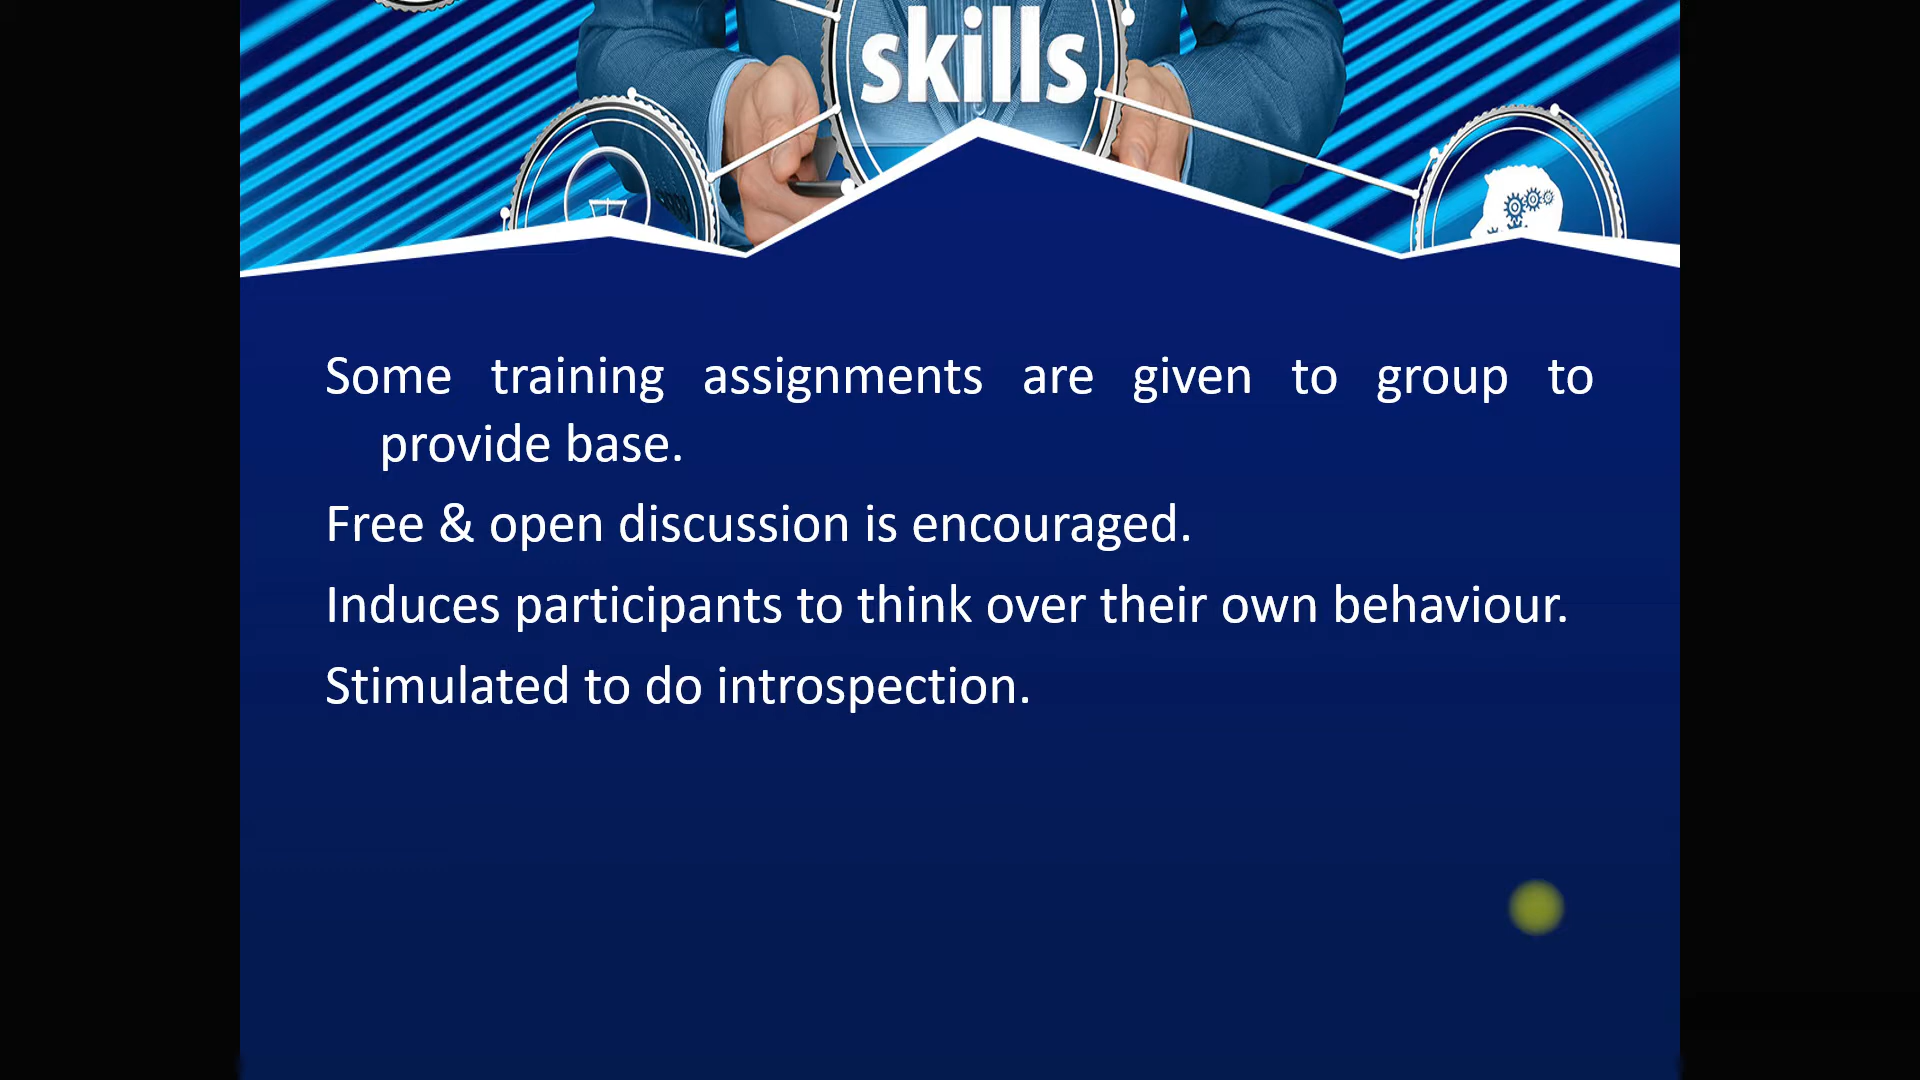 skills
Some training assignments are given to group to
provide base.
Free & open discussion is encouraged.
Induces participants to think over their own behaviour.
Stimulated to do introspection.